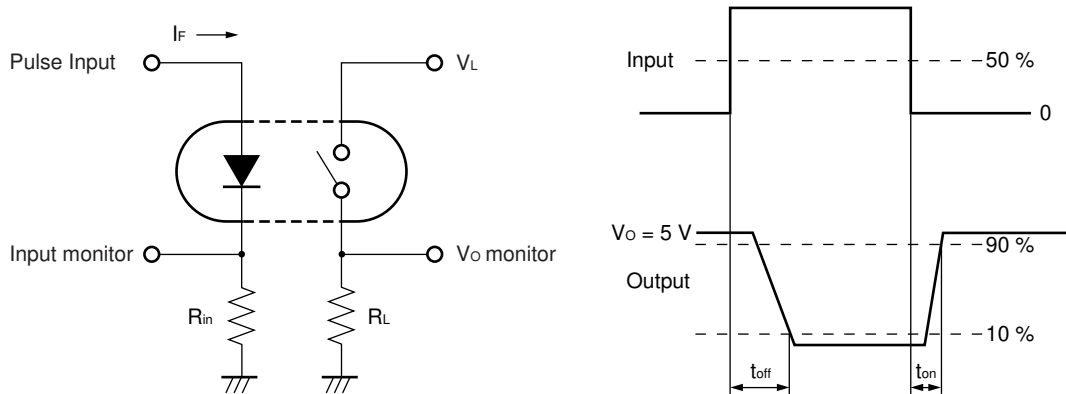 IF
Pulse Input
VL
Input monitor
VO monitor
Rin
RL
Input
50 %
0
VO = 5 V
90 %
Output
10 %
toff
ton